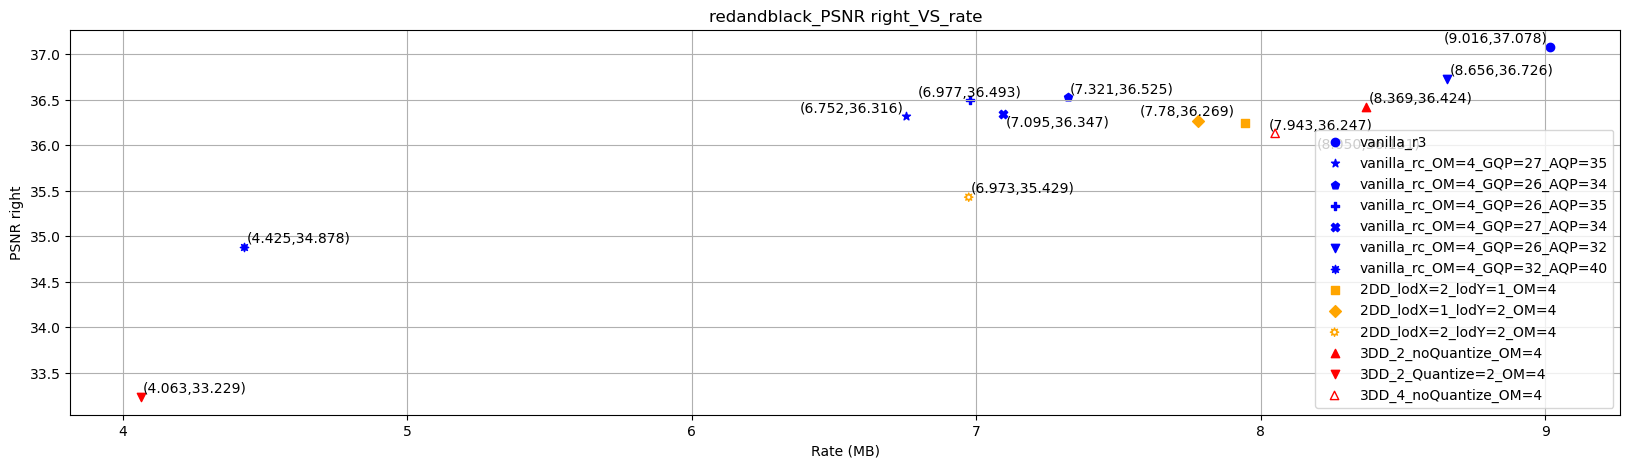 redandblack_PSNR right_VS_rate
PSNR right
37.0
36.5
36.0
35.5
35.0
34.5
34.0
33.5
(9.016,37.078)
(8.656,36.726)
(7.321,36.525)
(6.977,36.493)
(8.369,36.424)
(6.752,36.316)
(7.095,36.347)
(7.78,36.269)
(7.943,36.247)
(6.973,35.429)
(4.425,34.878)
(4.063,33.229)
vanilla_r3
vanilla_rc_OM=4_GQP=27_AQP=35
vanilla_rc_OM=4_GQP=26_AQP=34
vanilla_rc_OM=4_GQP=26_AQP=35
vanilla_rc_OM=4_GQP=27_AQP=34
vanilla_rc_OM=4_GQP=26_AQP=32
vanilla_rc_OM=4_GQP=32_AQP=40
2DD_lodX=2_lodY=1_OM=4
2DD_lodX=1_lodY=2_OM=4
2DD_lodX=2_lodY=2_OM=4
3DD_2_noQuantize_OM=4
3DD_2_Quantize=2_OM=4
3DD_4_noQuantize_OM=4
4 5 6 7 8 9
Rate (MB)